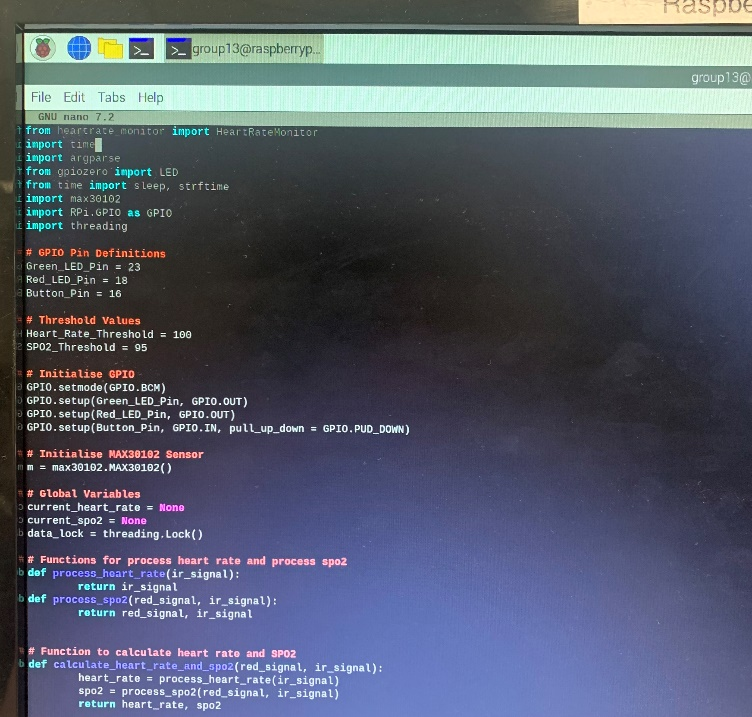 Raspbe
group13@raspberryp...
group13@
File Edit Tabs Help
GNU nano 7.2
from heartrate_monitor import HeartRateMonitor
import time
import argparse
from gpiozero import LED
from time import sleep, strftime
import max30102
import RPi.GPIO as GPIO
import threading
# GPIO Pin Definitions
Green_LED_Pin = 23
Red_LED_Pin = 18
Button_Pin = 16
# Threshold Values
Heart_Rate_Threshold = 100
SPO2_Threshold = 95
# Initialise GPIO
GPIO.setmode(GPIO.BCM)
GPIO.setup(Green_LED_Pin, GPIO.OUT)
GPIO.setup(Red_LED_Pin, GPIO.OUT)
GPIO.setup(Button_Pin, GPIO.IN, pull_up_down = GPIO.PUD_DOWN)
# Initialise MAX30102 Sensor
m = max30102.MAX30102()
# Global Variables
current_heart_rate = None
current_spo2 = None
data_lock = threading.Lock()
# Functions for process heart rate and process spo2
def process_heart_rate(ir_signal):
return ir_signal
def process_spo2(red_signal, ir_signal):
return red_signal, ir_signal
# Function to calculate heart rate and SPO2
def calculate_heart_rate_and_spo2(red_signal, ir_signal):
heart_rate = process_heart_rate(ir_signal)
spo2 = process_spo2(red_signal, ir_signal)
return heart_rate, spo2